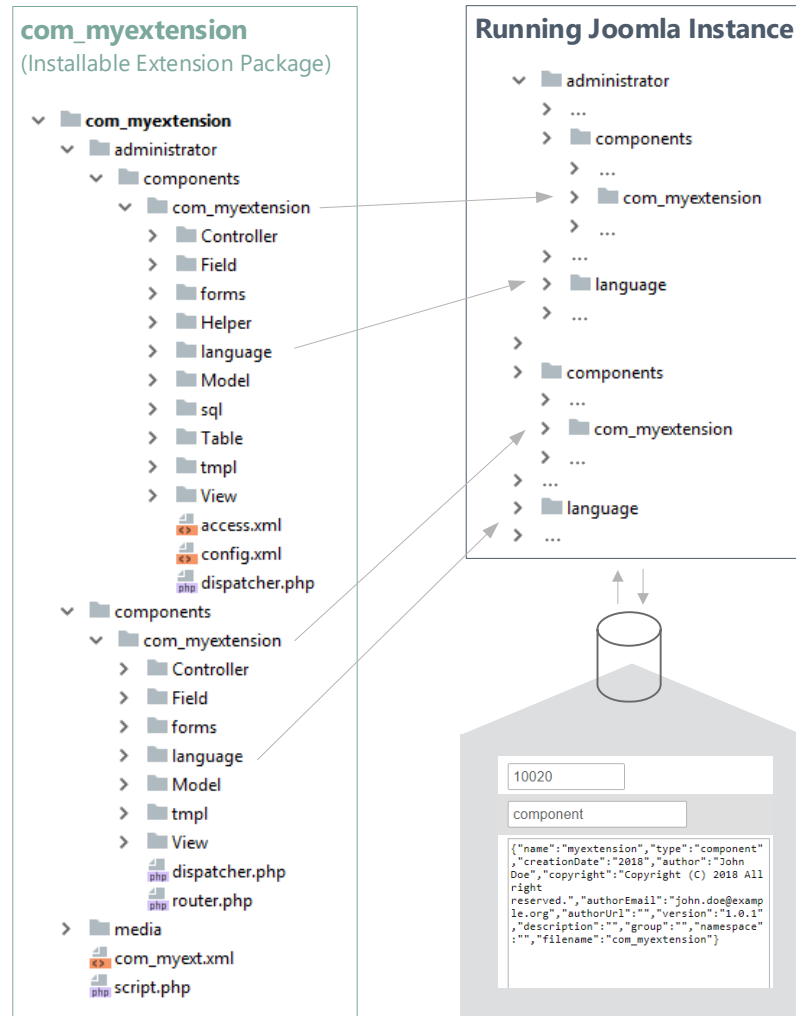 com_myextension
(Installable Extension Package)
com_myextension
administrator
components
com_myextension
Controller
Field
forms
Helper
language
Model
sql
Table
tmpl
View
access.xml
config.xml
php dispatcher.php
components
com_myextension
Controller
Field
forms
language
Model
tmpl
View
php dispatcher.php
php router.php
media
com_myext.xml
php script.php
Running Joomla Instance
administrator
...
components
...
com_myextension
...
...
language
...
components
...
com_myextension
...
...
language
...
10020
component
{"name":"myextension","type":"component"
,"creationDate":"2018","author":"John
Doe","copyright":"Copyright (C) 2018 All
right
reserved.","authorEmail":"john.doe@examp
le.org","authorUrl":"","version":"1.0.1"
,"description":"","group":"","namespace"
:"","filename":"com_myextension"}